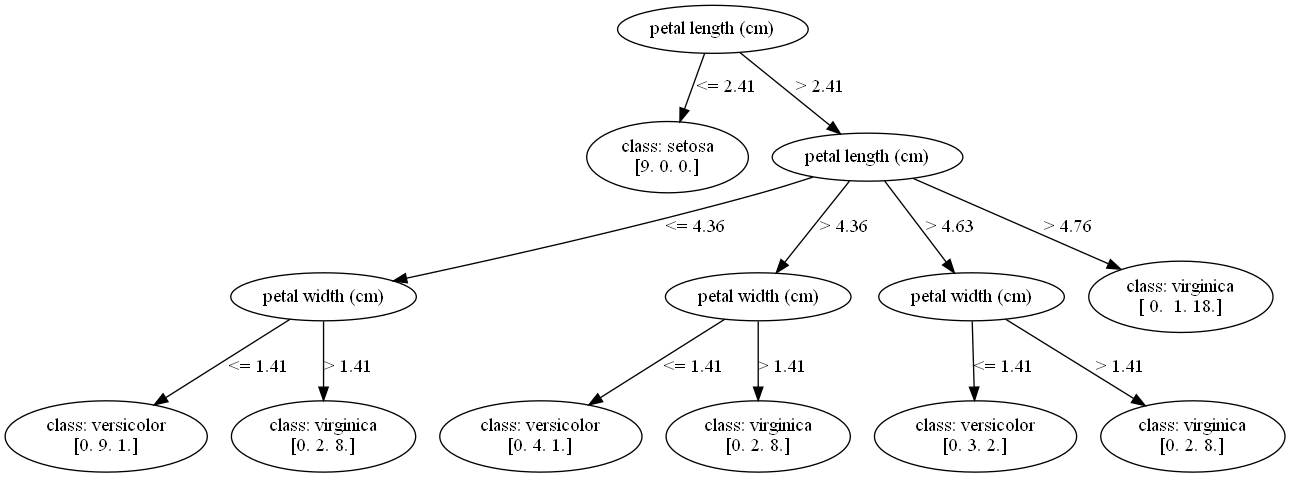 petal length (cm)
<= 2.41
> 2.41
class: setosa
[9. 0. 0.]
petal length (cm)
<= 4.36
> 4.36
> 4.63
> 4.76
petal width (cm)
petal width (cm)
petal width (cm)
class: virginica
[ 0.  1. 18.]
<= 1.41
> 1.41
<= 1.41
> 1.41
<= 1.41
> 1.41
class: versicolor
[0. 9. 1.]
class: virginica
[0. 2. 8.]
class: versicolor
[0. 4. 1.]
class: virginica
[0. 2. 8.]
class: versicolor
[0. 3. 2.]
class: virginica
[0. 2. 8.]